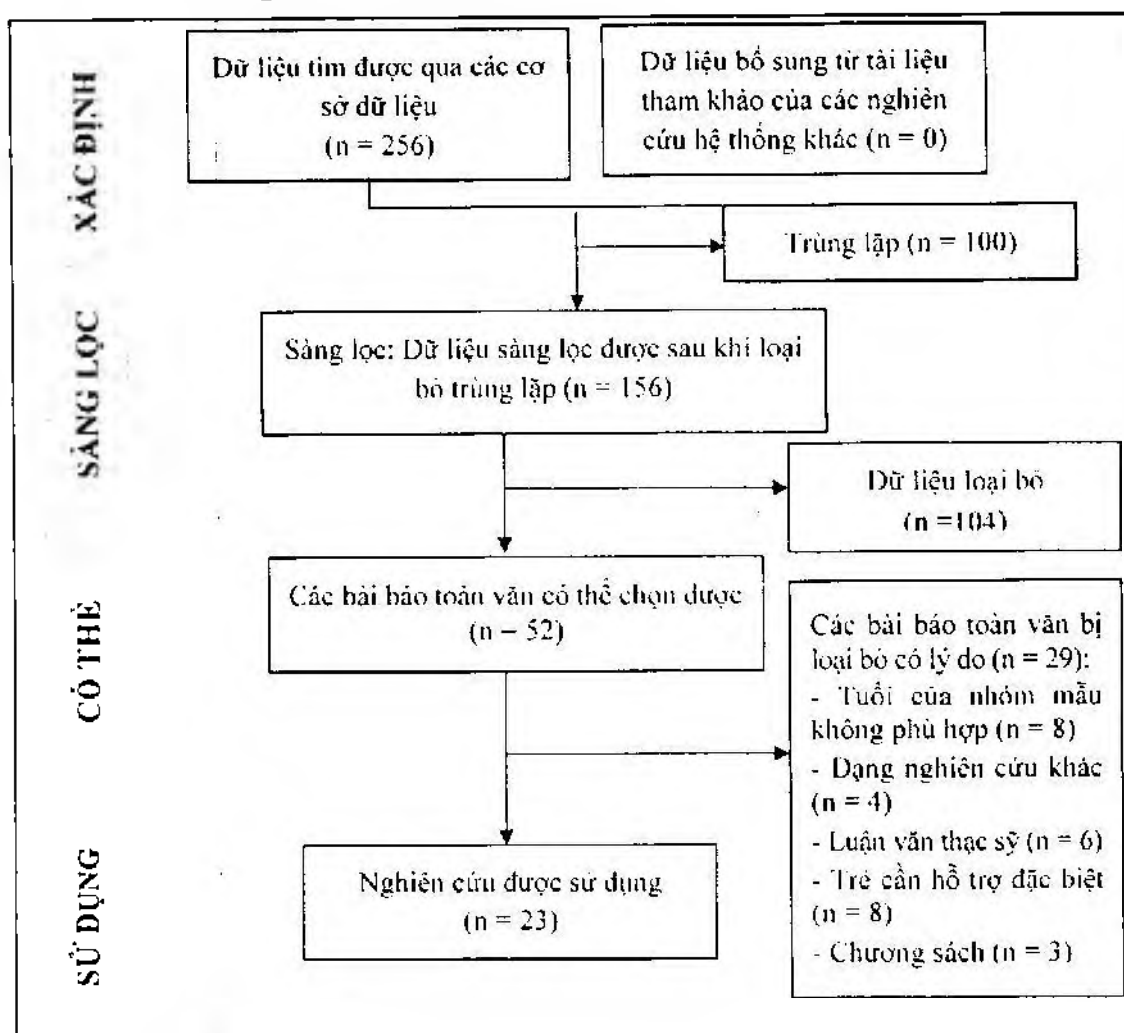 XÁC ĐỊNH
Dữ liệu tìm được qua các cơ
sở dữ liệu
(n = 256)
Dữ liệu bổ sung từ tài liệu
tham khảo của các nghiên
cứu hệ thống khác (n = 0)
Trùng lặp (n = 100)
SÀNG LỌC
Sàng lọc: Dữ liệu sàng lọc được sau khi loại
bỏ trùng lặp (n = 156)
Dữ liệu loại bỏ
(n =104)
CÓ THỂ
Các bài báo toàn văn có thể chọn được
(n – 52)
Các bài báo toàn văn bị
loại bỏ có lý do (n = 29):
- Tuổi của nhóm mẫu
không phù hợp (n = 8)
- Dạng nghiên cứu khác
(n = 4)
- Luận văn thạc sỹ (n = 6)
- Trẻ cần hỗ trợ đặc biệt
(n = 8)
- Chương sách (n = 3)
SỬ DỤNG
Nghiên cứu được sử dụng
(n = 23)